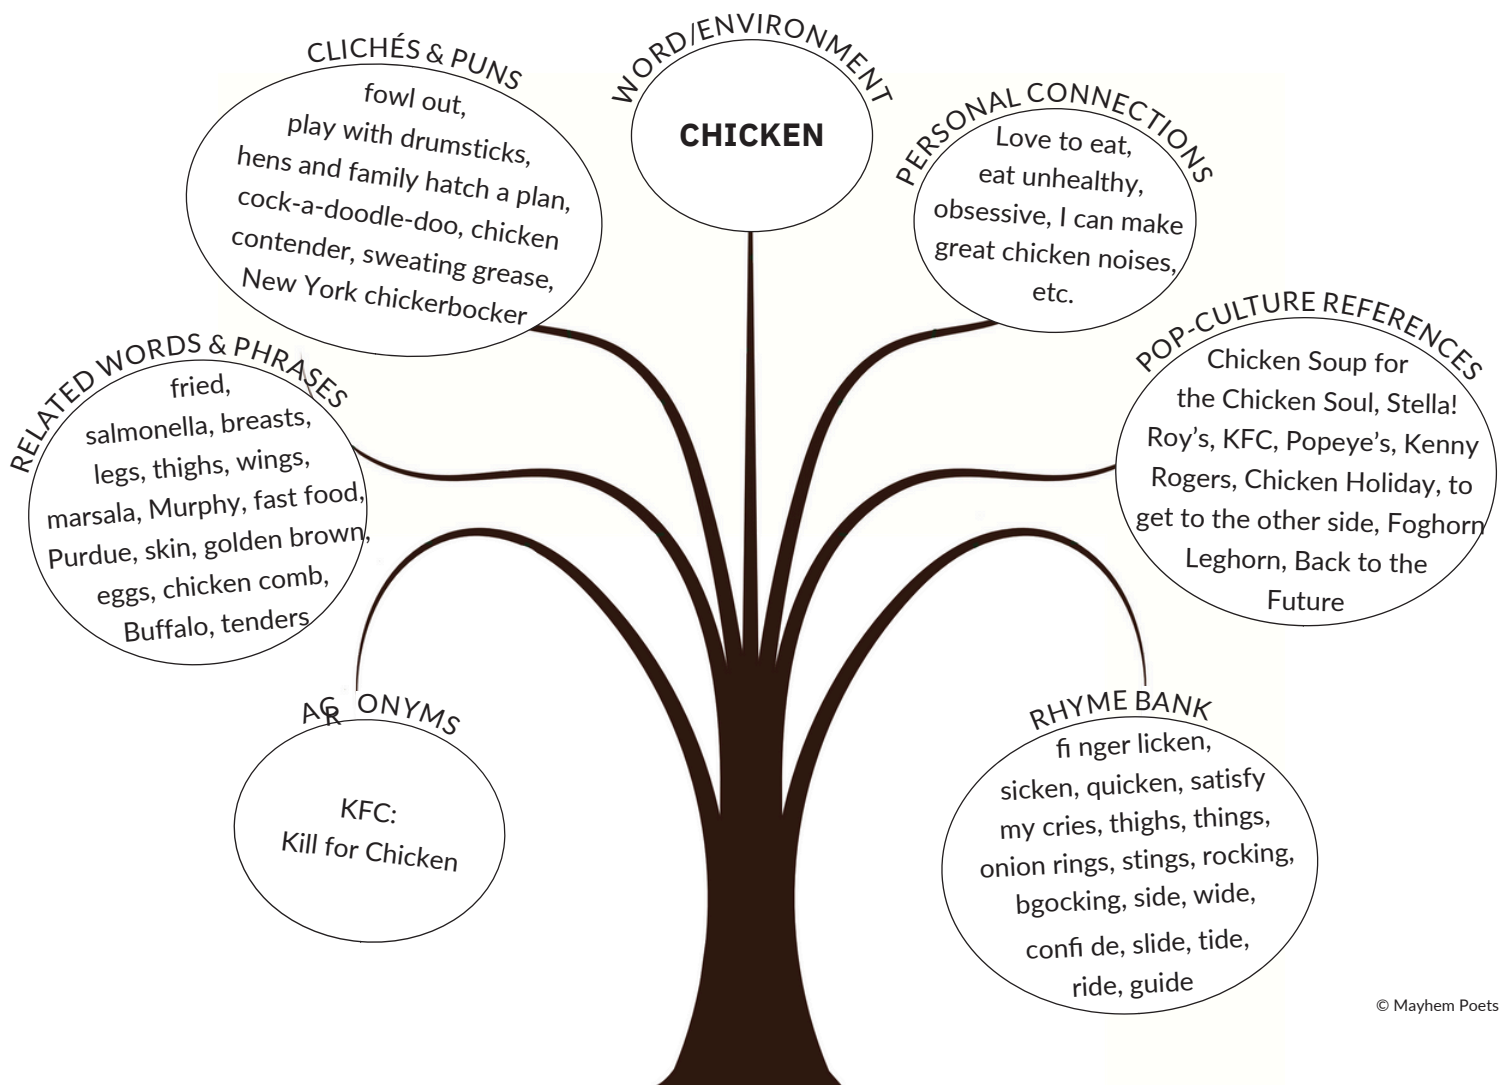 CLICHÉS & PUNS
fowl out,
play with drumsticks,
hens and family hatch a plan,
cock-a-doodle-doo, chicken
contender, sweating grease,
New York chickerbocker
WORD/ENVIRONMENT
CHICKEN
PERSONAL CONNECTIONS
Love to eat,
eat unhealthy,
obsessive, I can make
great chicken noises,
etc.
RELATED WORDS & PHRASES
fried,
salmonella, breasts,
legs, thighs, wings,
marsala, Murphy, fast food,
Purdue, skin, golden brown,
eggs, chicken comb,
Buffalo, tenders
POP-CULTURE REFERENCES
Chicken Soup for
the Chicken Soul, Stella!
Roy’s, KFC, Popeye’s, Kenny
Rogers, Chicken Holiday, to
get to the other side, Foghorn
Leghorn, Back to the
Future
ACRONYMS
KFC:
Kill for Chicken
RHYME BANK
fi nger licken,
sicken, quicken, satisfy
my cries, thighs, things,
onion rings, stings, rocking,
bgocking, side, wide,
confi de, slide, tide,
ride, guide
© Mayhem Poets